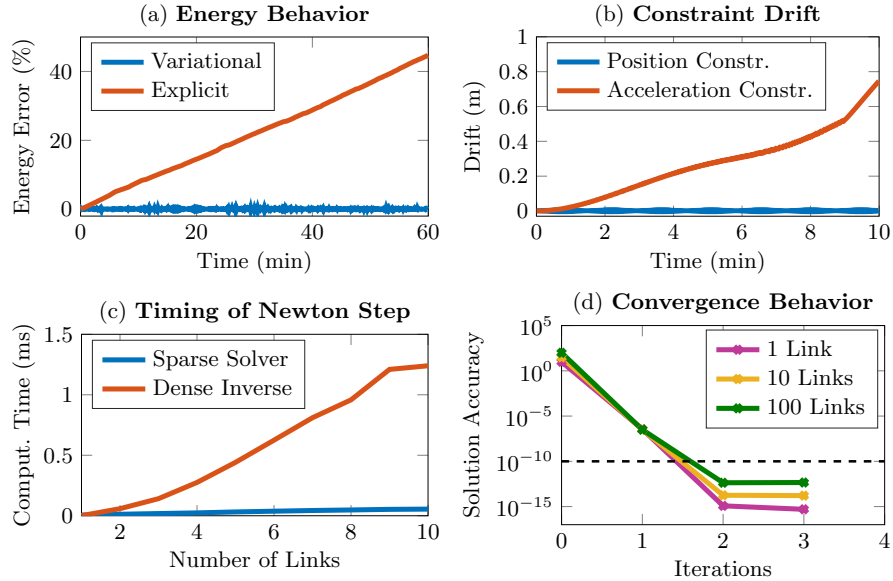 (a) Energy Behavior
Energy Error (%)
40
20
0
Variational
Explicit
0 20 40 60
Time (min)
(b) Constraint Drift
Drift (m)
1
0.8
0.6
0.4
0.2
0
Position Constr.
Acceleration Constr.
0 2 4 6 8 10
Time (min)
(c) Timing of Newton Step
Comput. Time (ms)
1.5
1
0.5
0
Sparse Solver
Dense Inverse
2 4 6 8 10
Number of Links
(d) Convergence Behavior
Solution Accuracy
10^5
10^0
10^-5
10^-10
10^-15
1 Link
10 Links
100 Links
0 1 2 3 4
Iterations